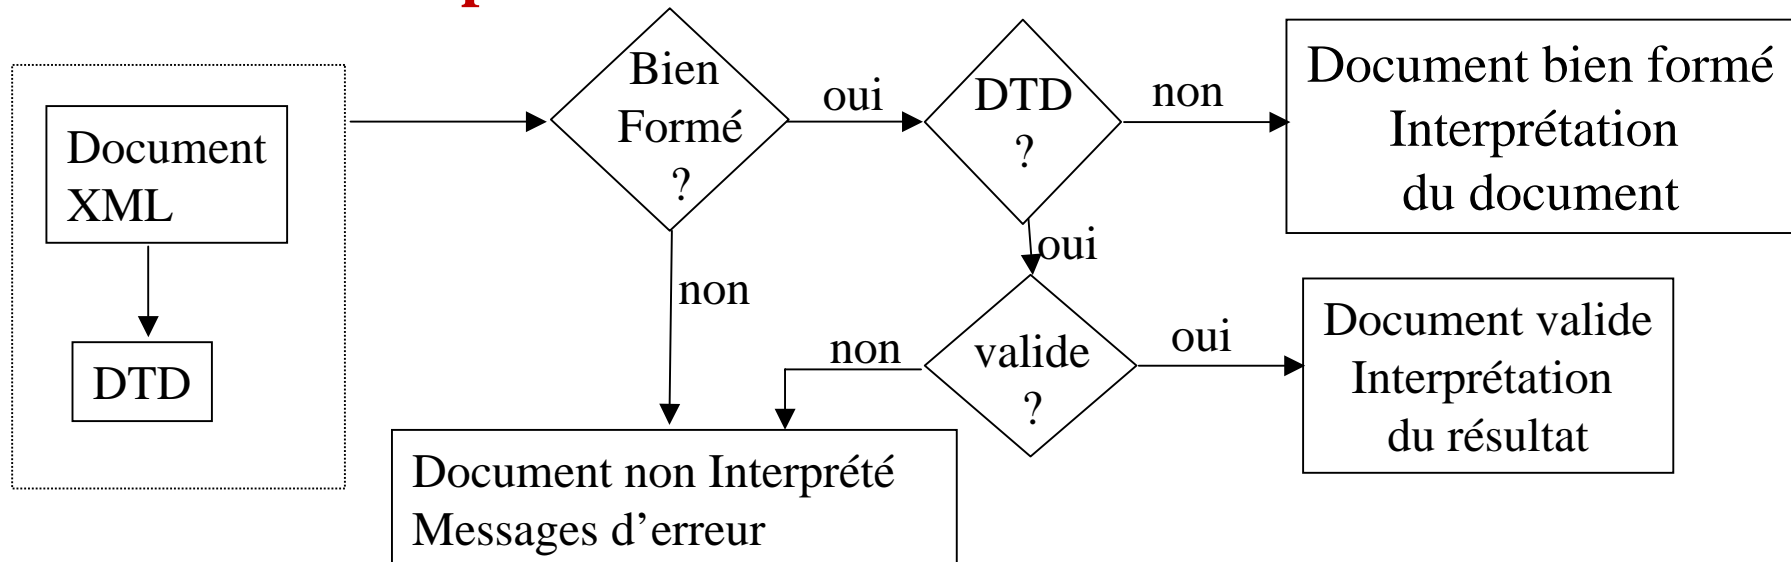 Document
XML
DTD
Bien
Formé
?
oui
non
DTD
?
non
oui
valide
?
non
oui
Document bien formé
Interprétation
du document
Document valide
Interprétation
du résultat
Document non Interprété
Messages d’erreur